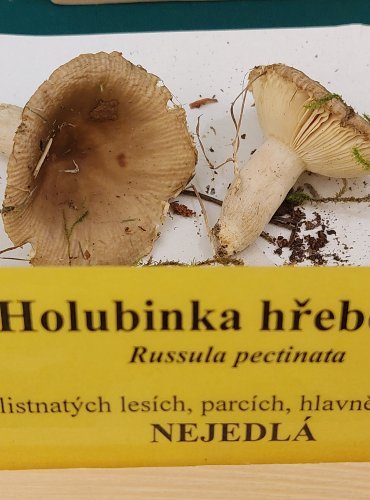 Holubinka hřeb
Russula pectinata
listnatých lesích, parcích, hlavně
NEJEDLÁ